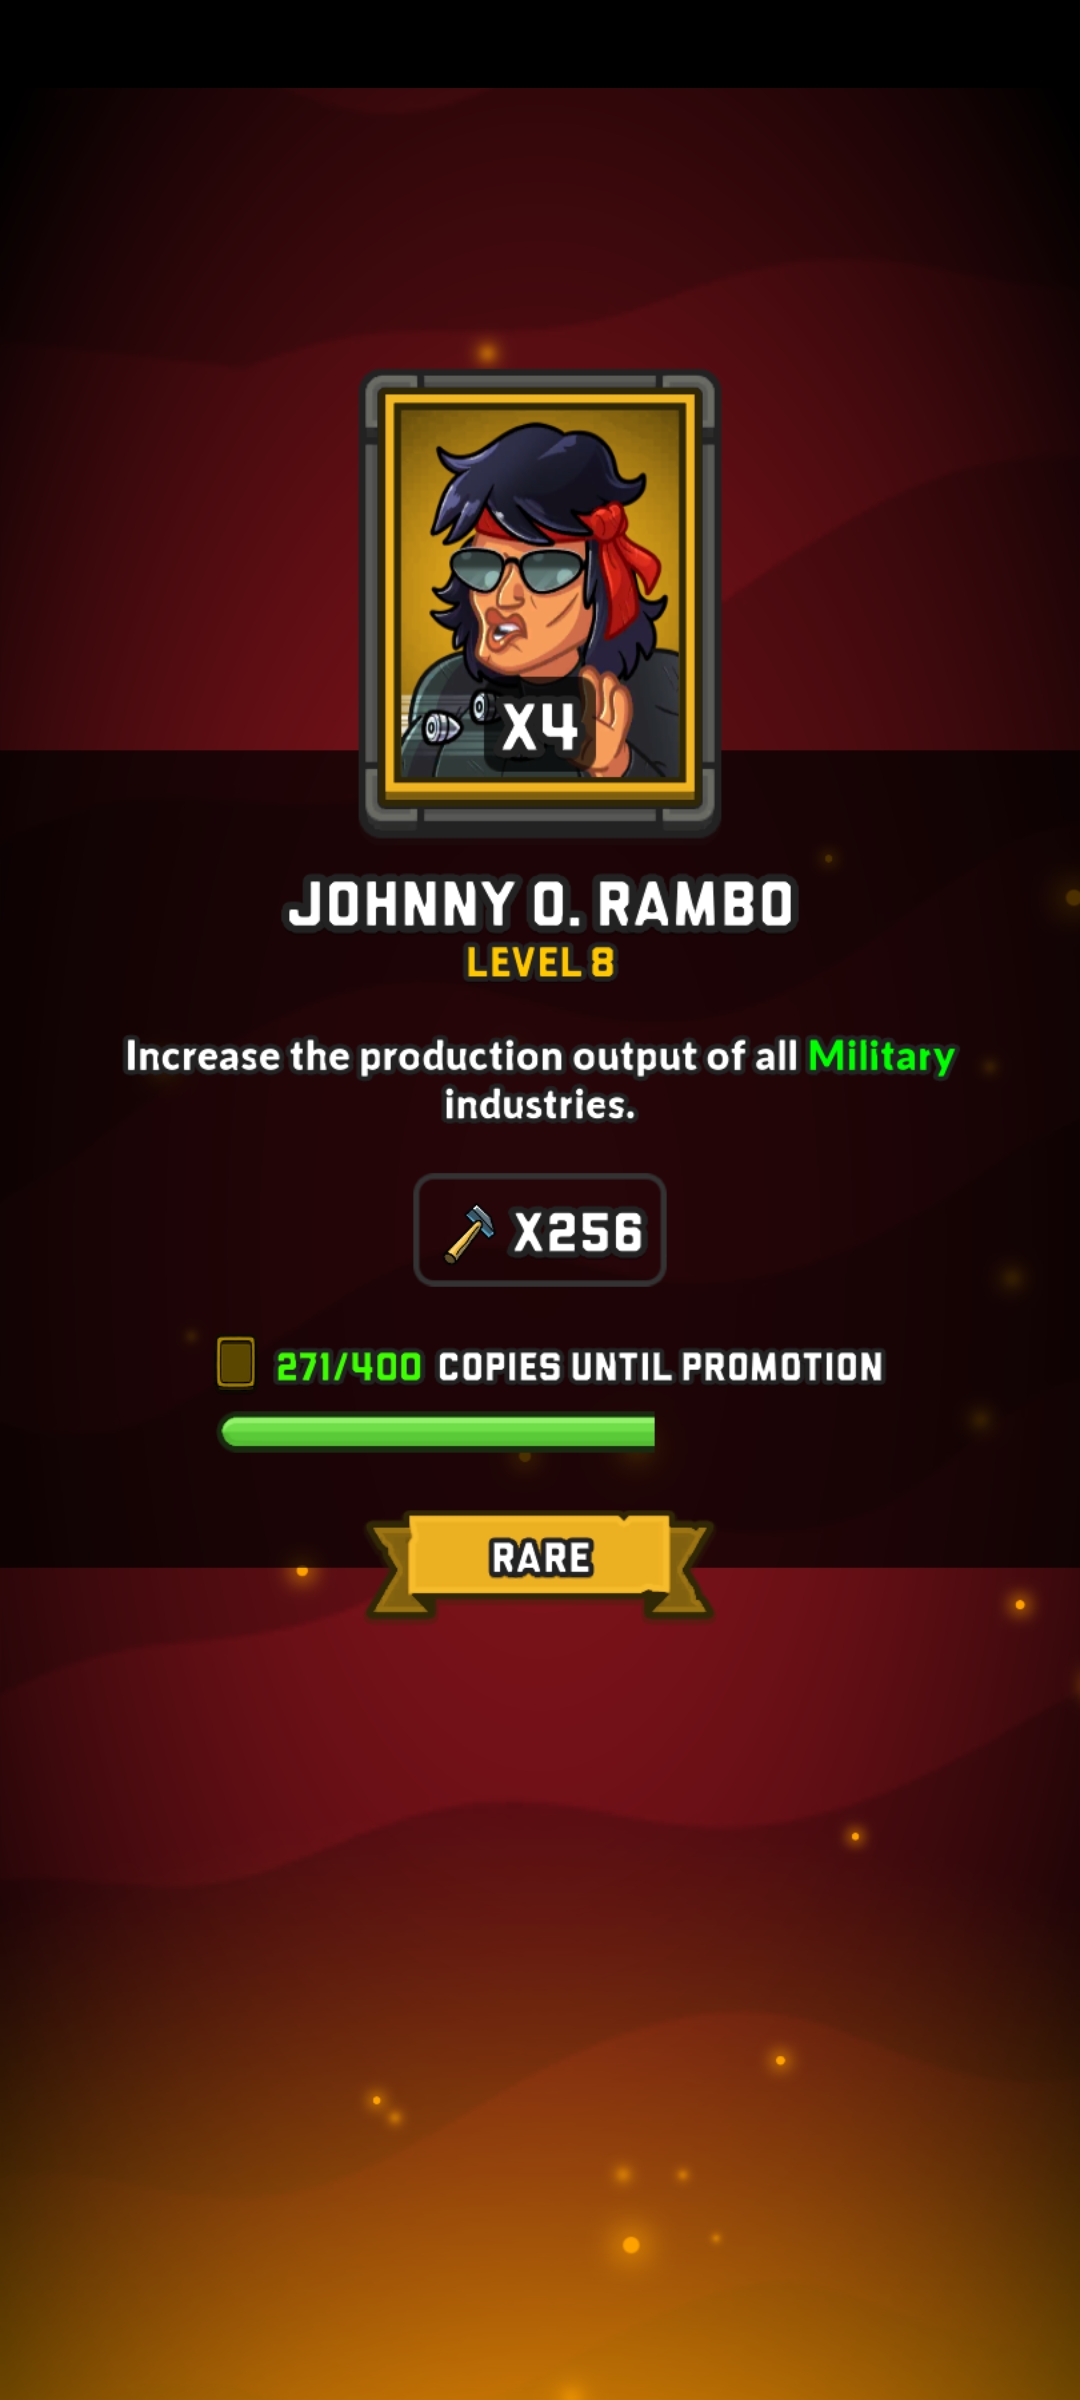 X4
JOHNNY O. RAMBO
LEVEL 8
Increase the production output of all Military
industries.
X256
271/400 COPIES UNTIL PROMOTION
RARE